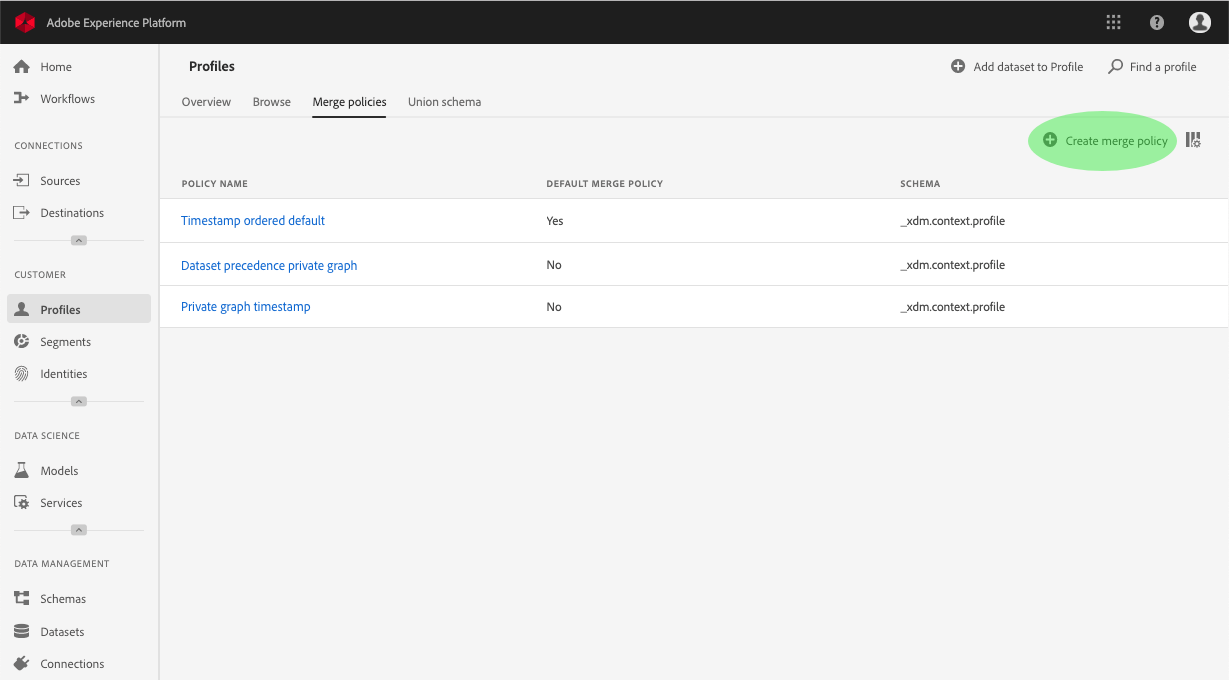 Adobe Experience Platform
Home
Workflows
CONNECTIONS
Sources
Destinations
CUSTOMER
Profiles
Segments
Identities
DATA SCIENCE
Models
Services
DATA MANAGEMENT
Schemas
Datasets
Connections
Profiles
Add dataset to Profile Find a profile
Overview Browse Merge policies Union schema
Create merge policy
POLICY NAME DEFAULT MERGE POLICY SCHEMA
Timestamp ordered default Yes _xdm.context.profile
Dataset precedence private graph No _xdm.context.profile
Private graph timestamp No _xdm.context.profile